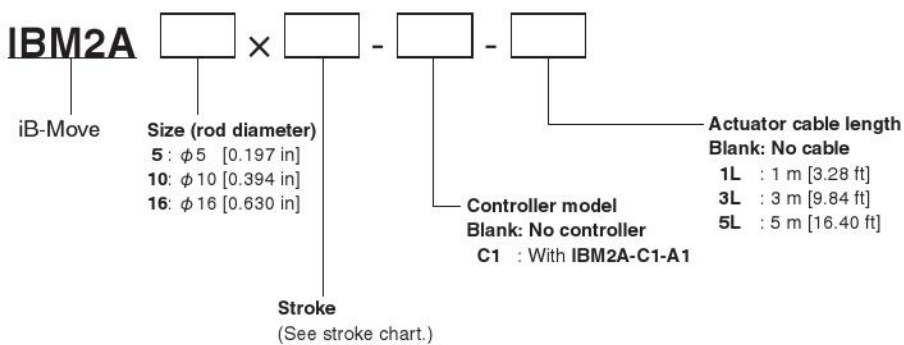 IBM2A × - -
iB-Move
Size (rod diameter)
5 : φ5 [0.197 in]
10: φ10 [0.394 in]
16: φ16 [0.630 in]
Stroke
(See stroke chart.)
Controller model
Blank: No controller
C1 : With IBM2A-C1-A1
Actuator cable length
Blank: No cable
1L : 1 m [3.28 ft]
3L : 3 m [9.84 ft]
5L : 5 m [16.40 ft]